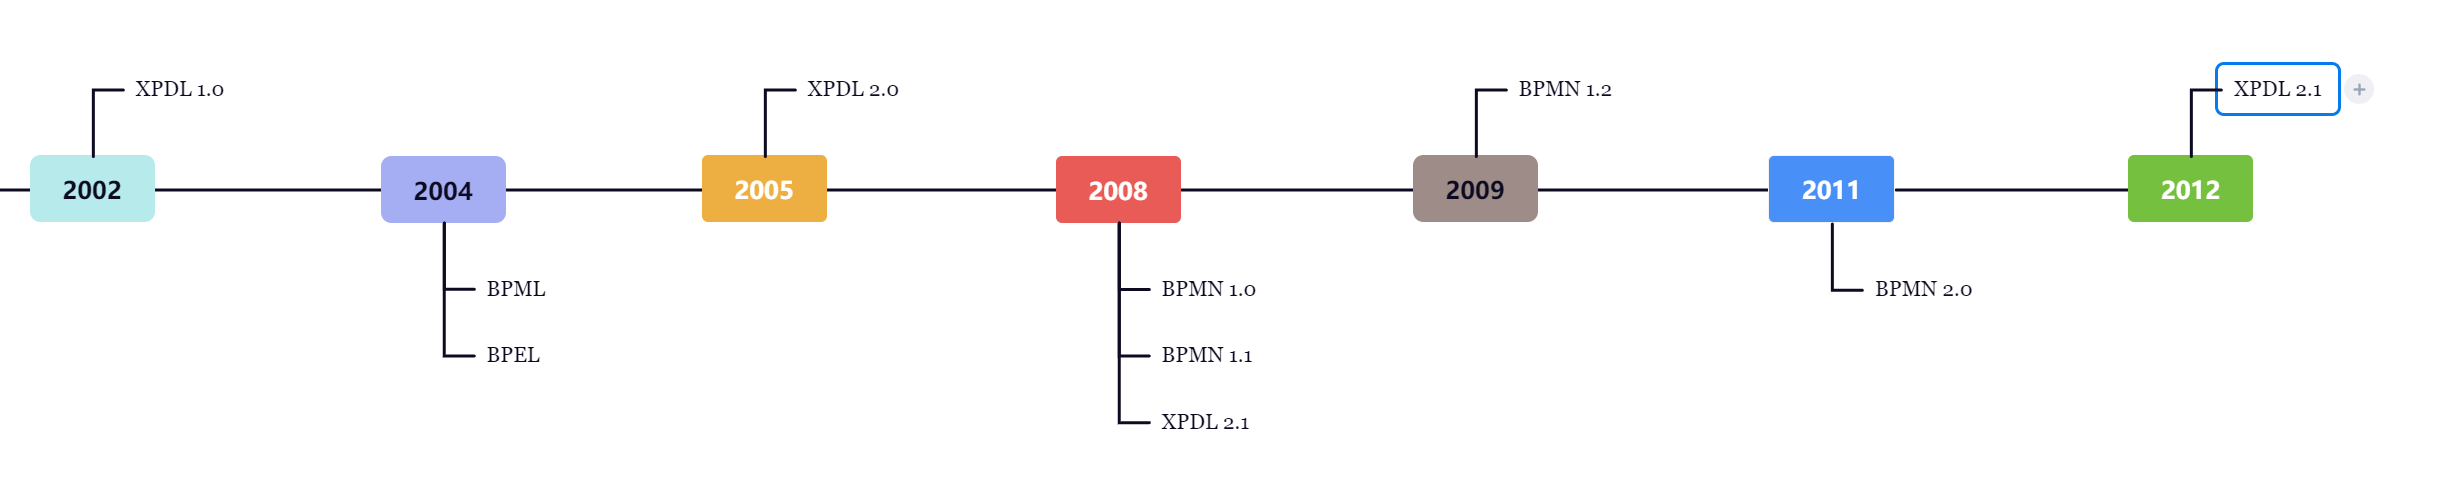 XPDL 1.0
XPDL 2.0
BPMN 1.2
XPDL 2.1
+
2002
2004
2005
2008
2009
2011
2012
BPML
BPMN 1.0
BPMN 2.0
BPEL
BPMN 1.1
XPDL 2.1